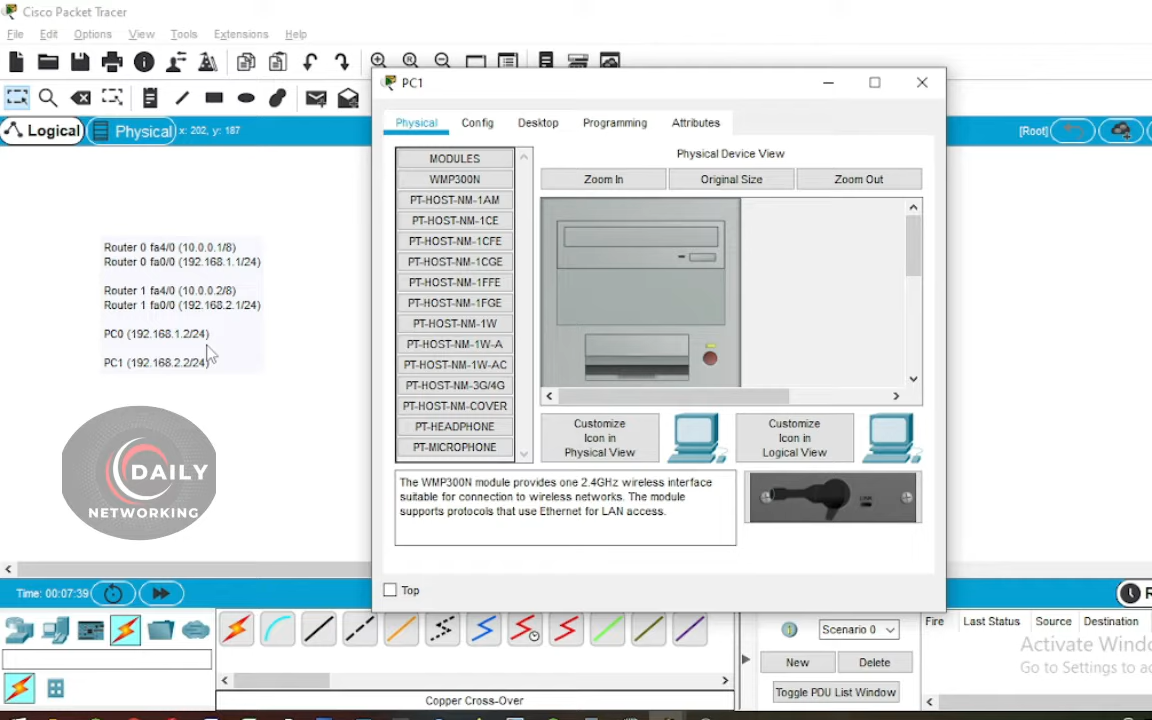 Cisco Packet Tracer
File Edit Options View Tools Extensions Help
PC1
Logical Physical x: 202, y: 187 [Root]
Physical Config Desktop Programming Attributes
MODULES
WMP300N
PT-HOST-NM-1AM
PT-HOST-NM-1CE
PT-HOST-NM-1CFE
PT-HOST-NM-1CGE
PT-HOST-NM-1FFE
PT-HOST-NM-1FGE
PT-HOST-NM-1W
PT-HOST-NM-1W-A
PT-HOST-NM-1W-AC
PT-HOST-NM-3G/4G
PT-HOST-NM-COVER
PT-HEADPHONE
PT-MICROPHONE
Physical Device View
Zoom In Original Size Zoom Out
Router 0 fa4/0 (10.0.0.1/8)
Router 0 fa0/0 (192.168.1.1/24)
Router 1 fa4/0 (10.0.0.2/8)
Router 1 fa0/0 (192.168.2.1/24)
PC0 (192.168.1.2/24)
PC1 (192.168.2.2/24)
DAILY
NETWORKING
Customize
Icon in
Physical View
Customize
Icon in
Logical View
The WMP300N module provides one 2.4GHz wireless interface
suitable for connection to wireless networks. The module
supports protocols that use Ethernet for LAN access.
Top
Time: 00:07:39 R
Scenario 0
New Delete
Toggle PDU List Window
Fire Last Status Source Destination
Activate Windo
Go to Settings to ac
Copper Cross-Over